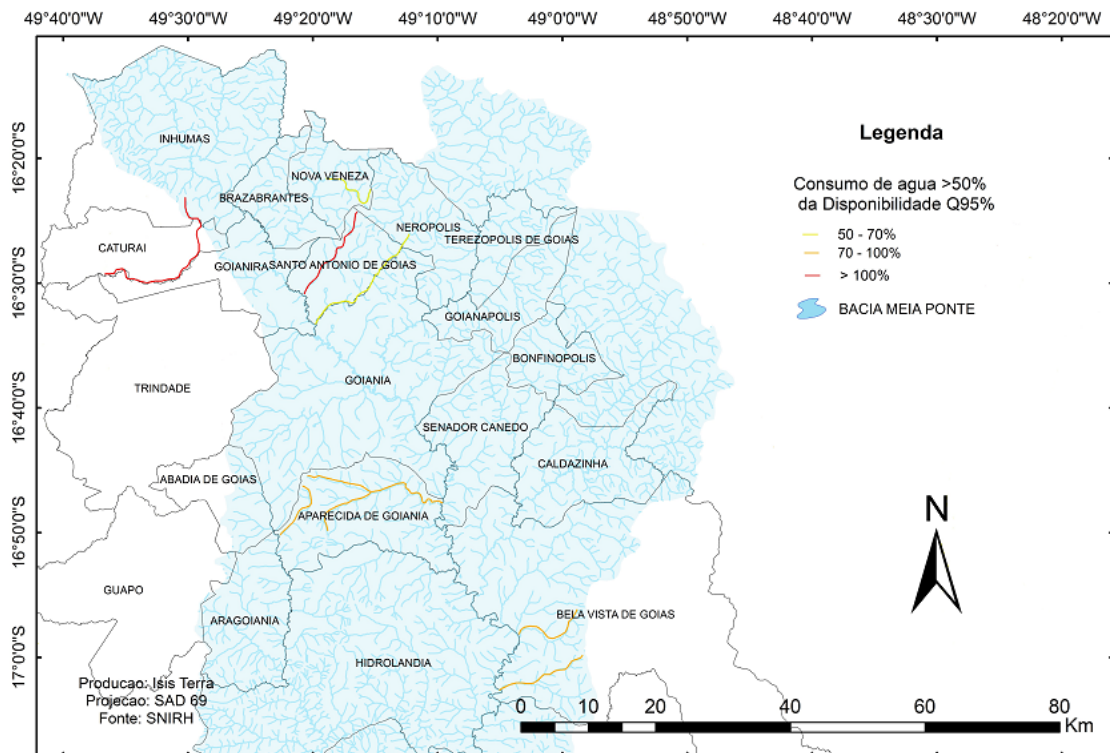 49°40'0"W 49°30'0"W 49°20'0"W 49°10'0"W 49°0'0"W 48°50'0"W 48°40'0"W 48°30'0"W 48°20'0"W
16°20'0"S
16°30'0"S
16°40'0"S
16°50'0"S
17°0'0"S
INHUMAS
NOVA VENEZA
BRAZABRANTES
NEROPOLIS
CATURAI
TEREZOPOLIS DE GOIAS
GOIANIRA
SANTO ANTONIO DE GOIAS
GOIANAPOLIS
BONFINOPOLIS
GOIANIA
TRINDADE
SENADOR CANEDO
CALDAZINHA
ABADIA DE GOIAS
APARECIDA DE GOIANIA
GUAPO
BELA VISTA DE GOIAS
ARAGOIANIA
HIDROLANDIA
Legenda
Consumo de agua >50%
da Disponibilidade Q95%
50 - 70%
70 - 100%
> 100%
BACIA MEIA PONTE
N
Producao: Isis Terra
Projecao: SAD 69
Fonte: SNIRH
0 10 20 40 60 80
Km